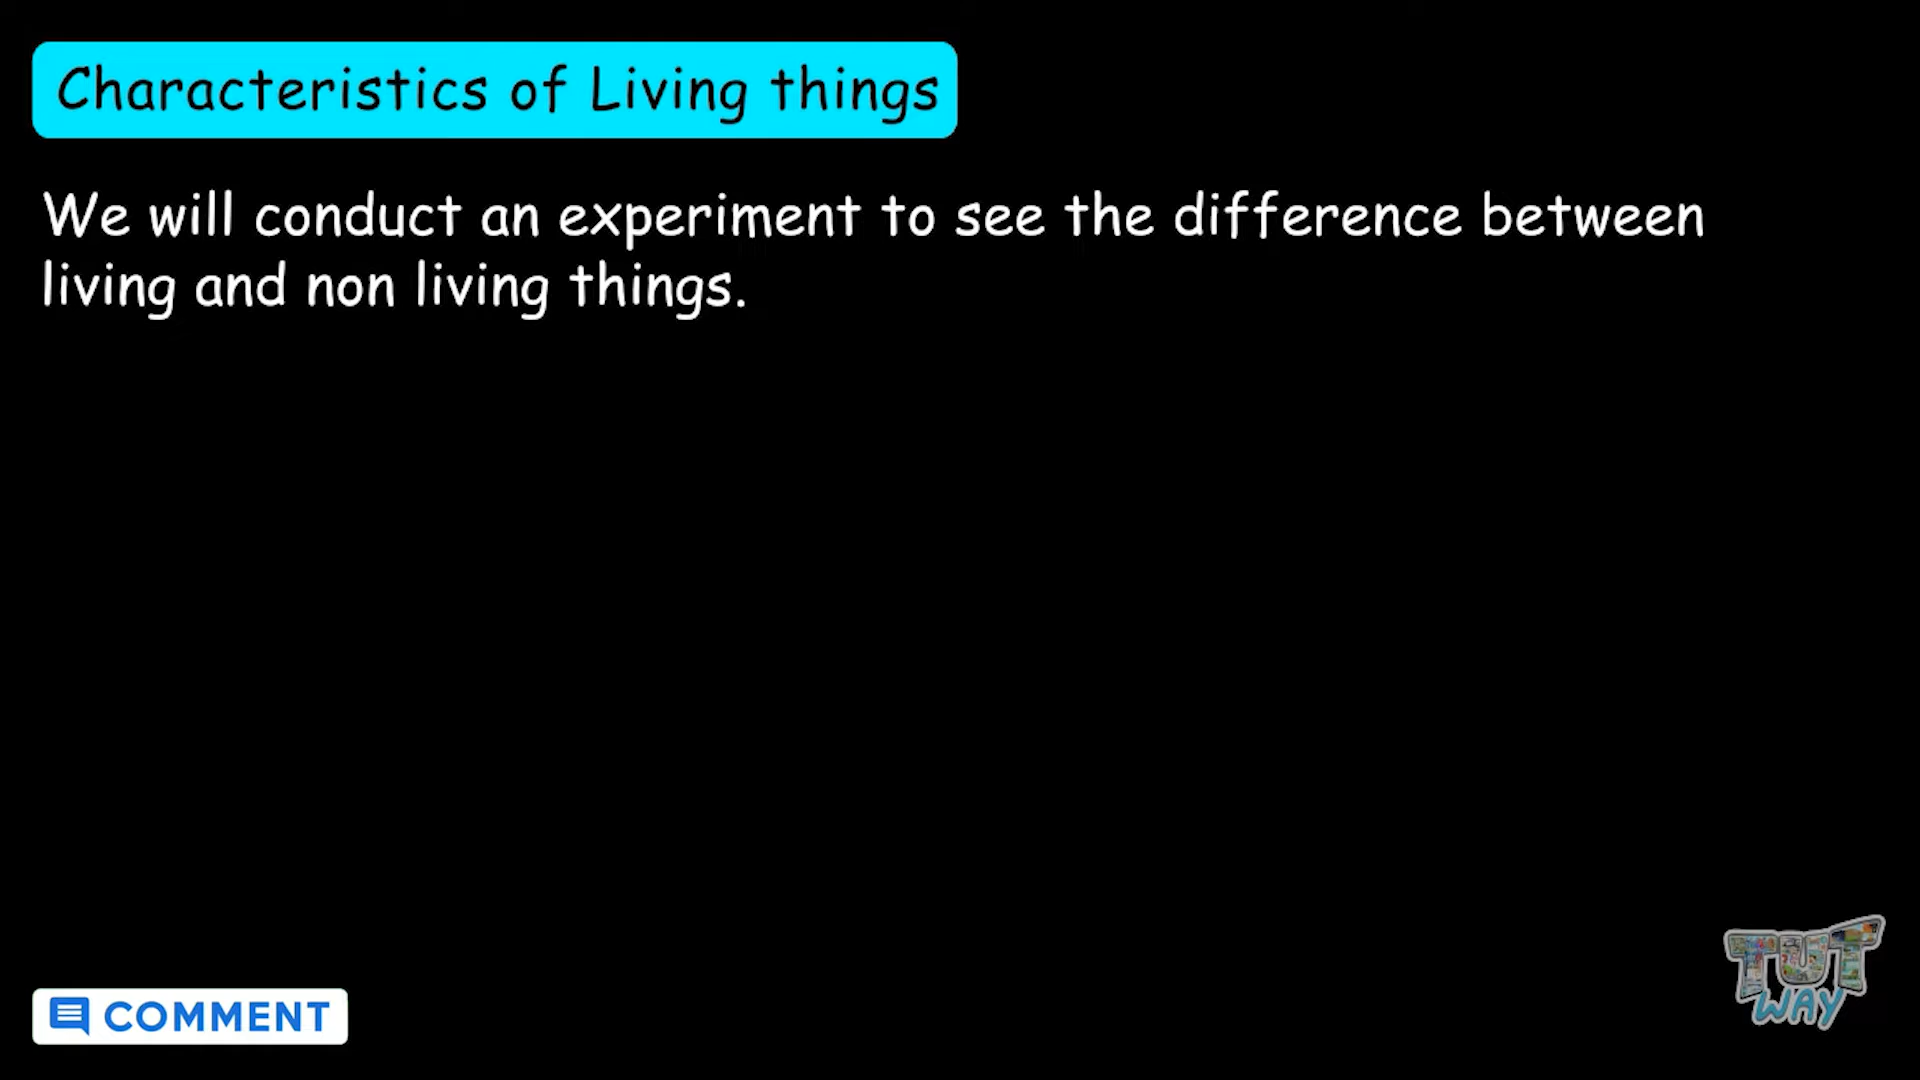 Characteristics of Living things
We will conduct an experiment to see the difference between
living and non living things.
COMMENT
TUT
WAY